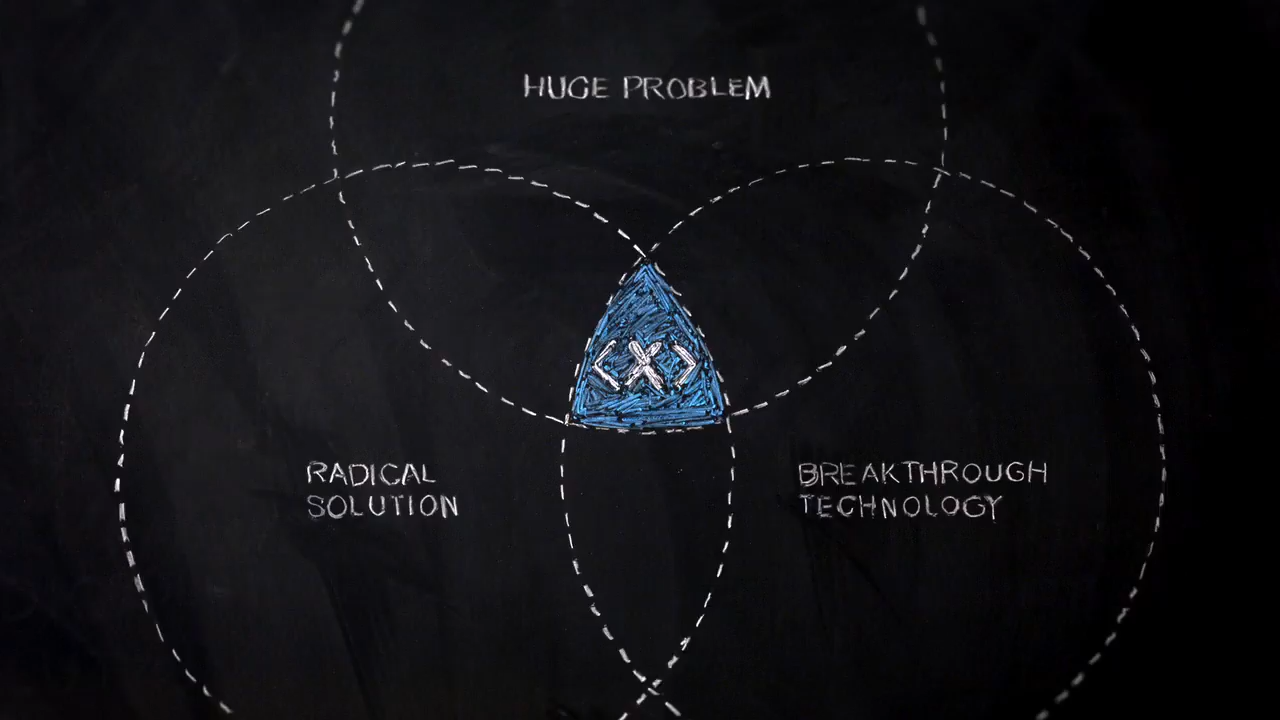 HUGE PROBLEM
<X>
RADICAL
SOLUTION
BREAKTHROUGH
TECHNOLOGY